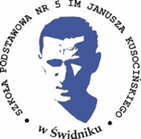 SZKOŁA PODSTAWOWA NR 5 IM JANUSZA KUSOCIŃSKIEGO
• w Świdniku •